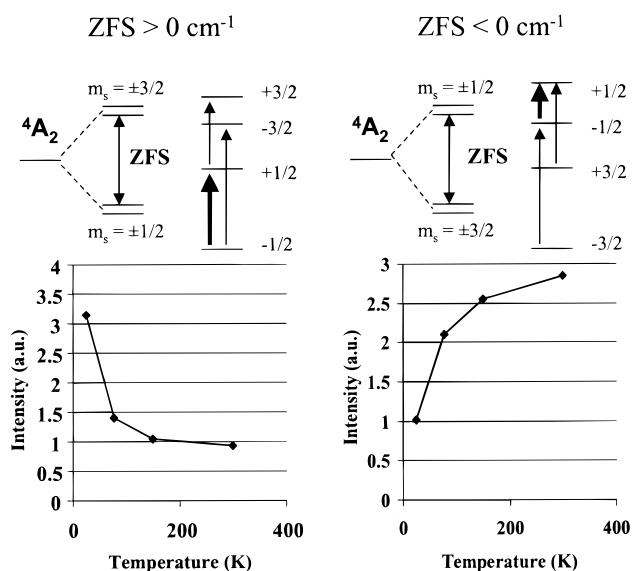 ZFS > 0 cm-1
ZFS < 0 cm-1
ms = ±3/2
4A2
ZFS
ms = ±1/2
+3/2
-3/2
+1/2
-1/2
ms = ±1/2
4A2
ZFS
ms = ±3/2
+1/2
-1/2
+3/2
-3/2
4
3.5
3
2.5
2
1.5
1
0.5
0
Intensity (a.u.)
0 200 400
Temperature (K)
3
2.5
2
1.5
1
0.5
0
Intensity (a.u.)
0 200 400
Temperature (K)